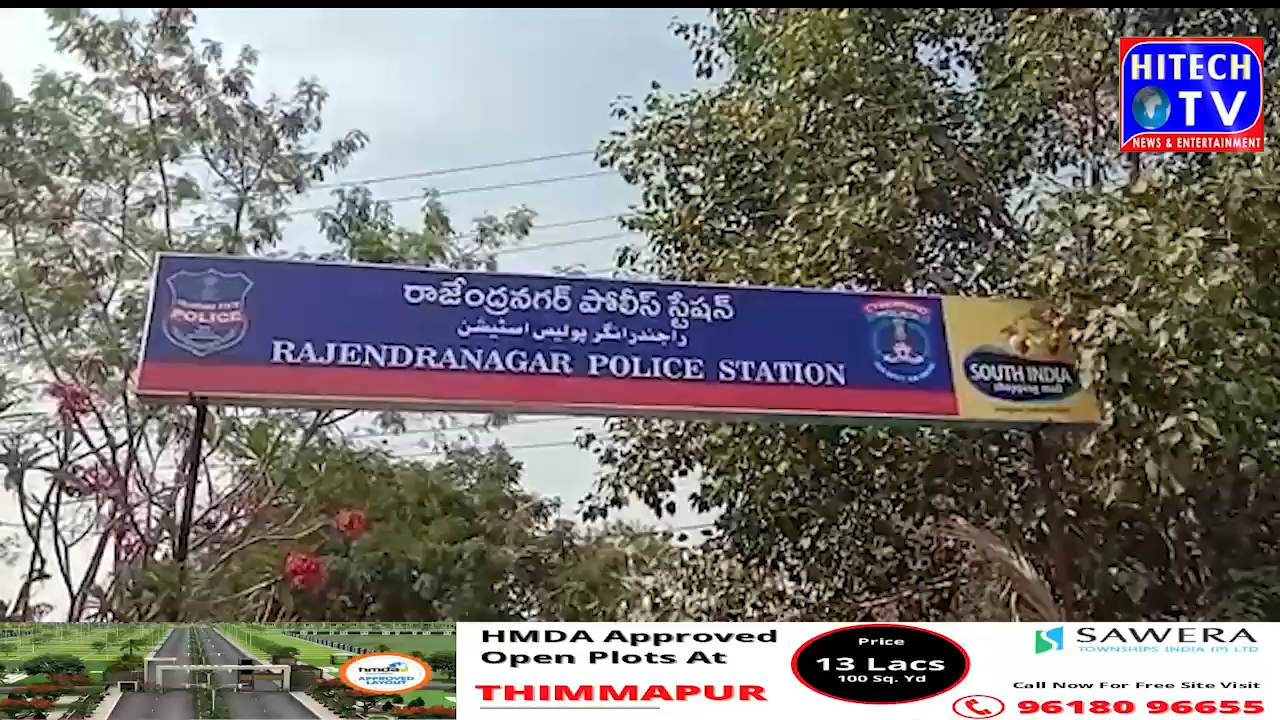 HITECH
TV
NEWS & ENTERTAINMENT
రాజేంద్రనగర్ పోలీస్ స్టేషన్
راجندرانگر پولیس اسٹیشن
RAJENDRANAGAR POLICE STATION
POLICE
SOUTH INDIA
shopping mall
hmda
APPROVED
LAYOUT
HMDA Approved
Open Plots At
THIMMAPUR
Price
13 Lacs
100 Sq. Yd
SAWERA
TOWNSHIPS INDIA (P) LTD
Call Now For Free Site Visit
96180 96655